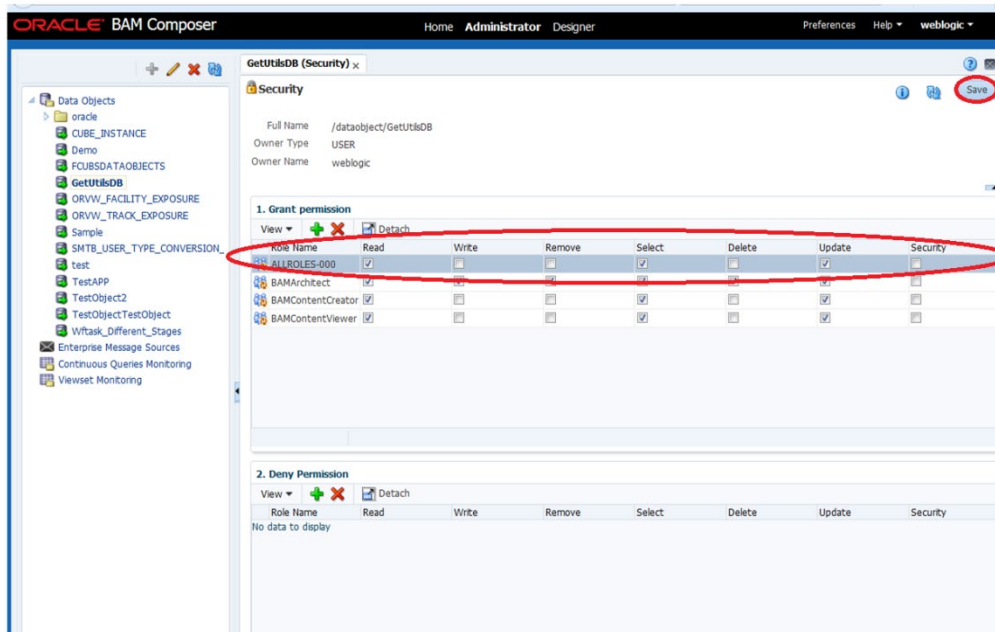 ORACLE BAM Composer Home Administrator Designer Preferences Help weblogic
GetUtilsDB (Security) x
Security
Save
Data Objects
oracle
CUBE_INSTANCE
Demo
FCUBSDATAOBJECTS
GetUtilsDB
ORVW_FACILITY_EXPOSURE
ORVW_TRACK_EXPOSURE
Sample
SMTB_USER_TYPE_CONVERSION_
test
TestAPP
TestObject2
TestObjectTestObject
Wftask_Different_Stages
Enterprise Message Sources
Continuous Queries Monitoring
Viewset Monitoring
Full Name /dataobject/GetUtilsDB
Owner Type USER
Owner Name weblogic
1. Grant permission
View Detach
Role Name Read Write Remove Select Delete Update Security
ALLROLES-000
BAMArchitect
BAMContentCreator
BAMContentViewer
2. Deny Permission
View Detach
Role Name Read Write Remove Select Delete Update Security
No data to display